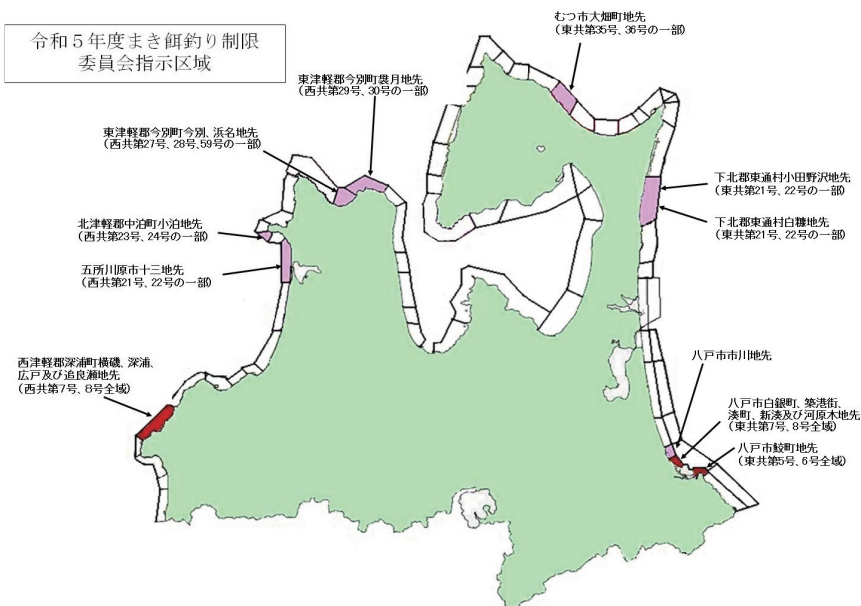 令和５年度まき餌釣り制限
委員会指示区域
むつ市大畑町地先
（東共第35号、36号の一部）
東津軽郡今別町袰月地先
（西共第29号、30号の一部）
東津軽郡今別町今別、浜名地先
（西共第27号、28号、59号の一部）
北津軽郡中泊町小泊地先
（西共第23号、24号の一部）
五所川原市十三地先
（西共第21号、22号の一部）
西津軽郡深浦町横磯、深浦、
広戸及び追良瀬地先
（西共第7号、8号全域）
下北郡東通村小田野沢地先
（東共第21号、22号の一部）
下北郡東通村白糠地先
（東共第21号、22号の一部）
八戸市市川地先
八戸市白銀町、築港街、
湊町、新湊及び河原木地先
（東共第7号、8号全域）
八戸市鮫町地先
（東共第5号、6号全域）